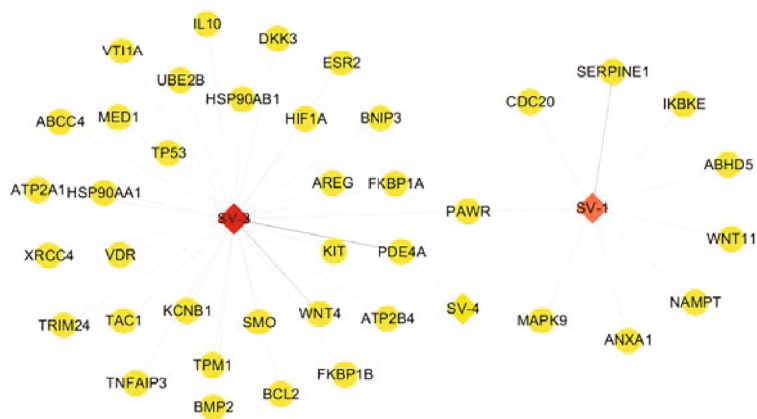 IL10
DKK3
VTI1A
ESR2
UBE2B
SERPINE1
HSP90AB1
CDC20
IKBKE
ABCC4
MED1
HIF1A
BNIP3
TP53
ABHD5
ATP2A1
HSP90AA1
AREG
FKBP1A
SV-3
PAWR
SV-1
XRCC4
VDR
KIT
PDE4A
WNT11
TRIM24
TAC1
KCNB1
SMO
WNT4
ATP2B4
SV-4
MAPK9
NAMPT
ANXA1
TNFAIP3
TPM1
FKBP1B
BMP2
BCL2